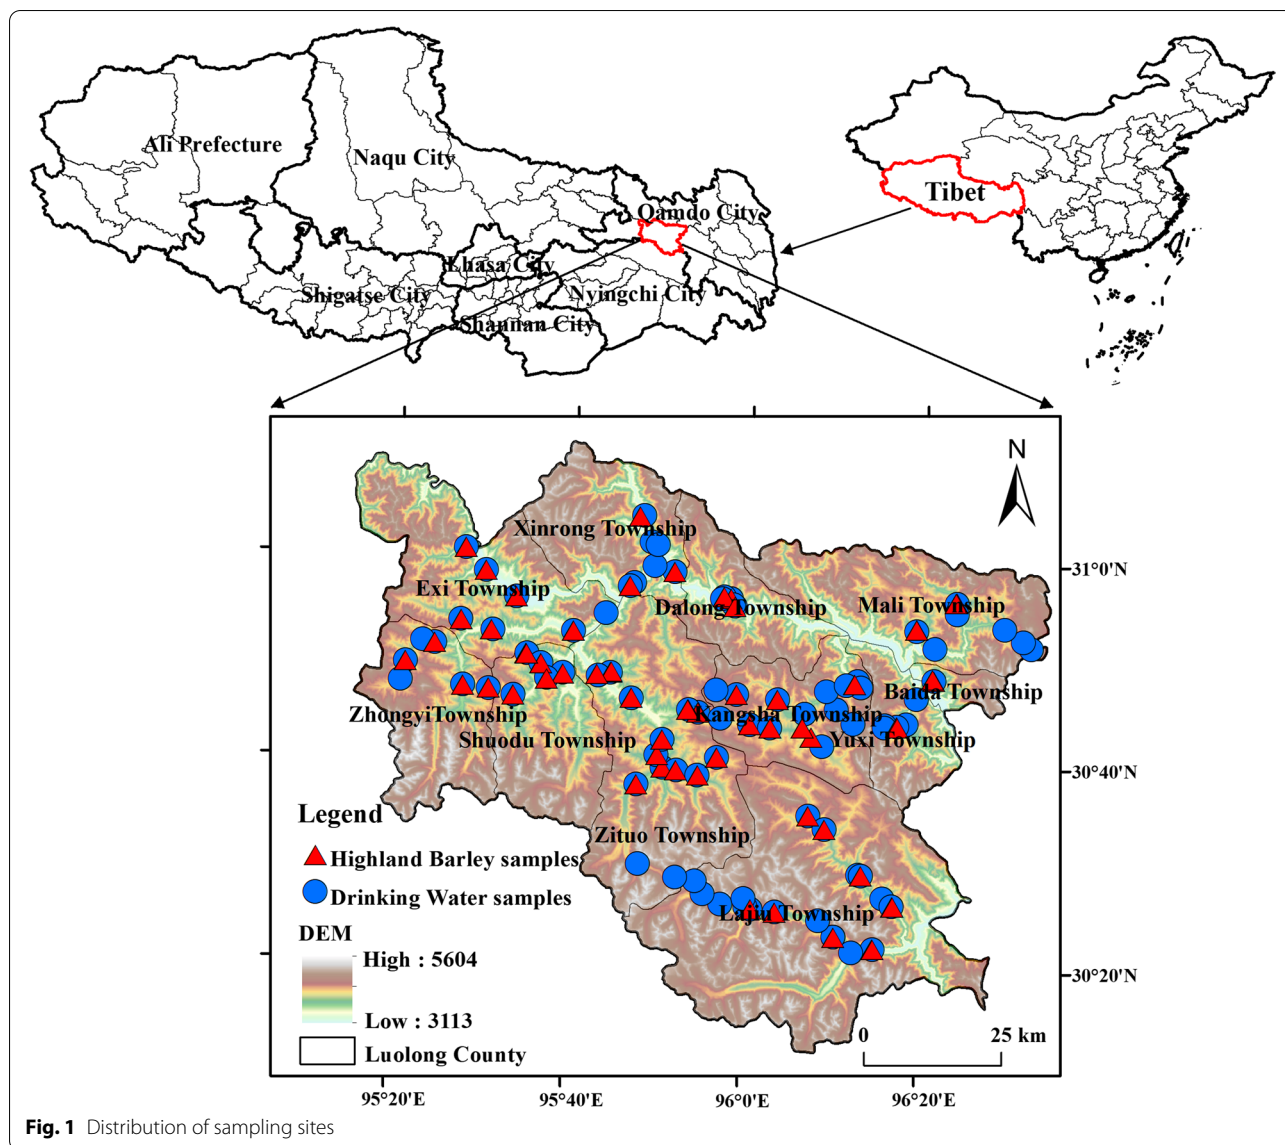 Ali Prefecture
Naqu City
Qamdo City
Lhasa City
Shigatse City
Nyingchi City
Shannan City
Tibet
N
Xinrong Township
Exi Township
Dalong Township
Mali Township
Baida Township
ZhongyiTownship
Kangsha Township
Shuodu Township
Yuxi Township
Zituo Township
Lajiu Township
31°0'N
30°40'N
30°20'N
Legend
Highland Barley samples
Drinking Water samples
DEM
High : 5604
Low : 3113
Luolong County
0 25 km
95°20'E 95°40'E 96°0'E 96°20'E
Fig. 1 Distribution of sampling sites